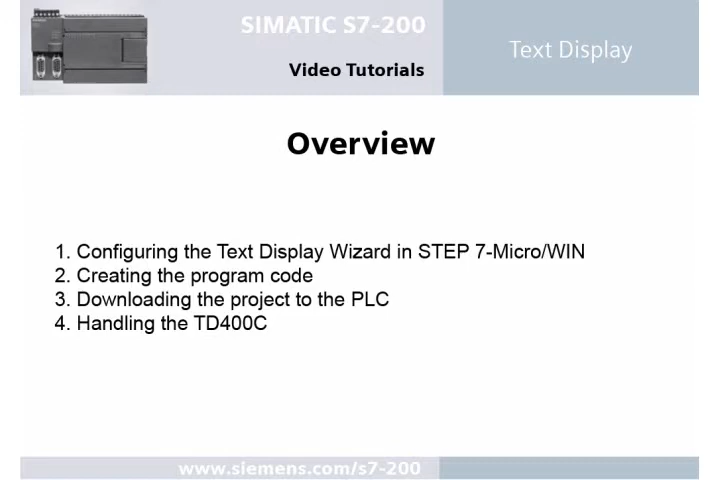 SIMATIC S7-200
Video Tutorials
Text Display
Overview
1. Configuring the Text Display Wizard in STEP 7-Micro/WIN
2. Creating the program code
3. Downloading the project to the PLC
4. Handling the TD400C
www.siemens.com/s7-200